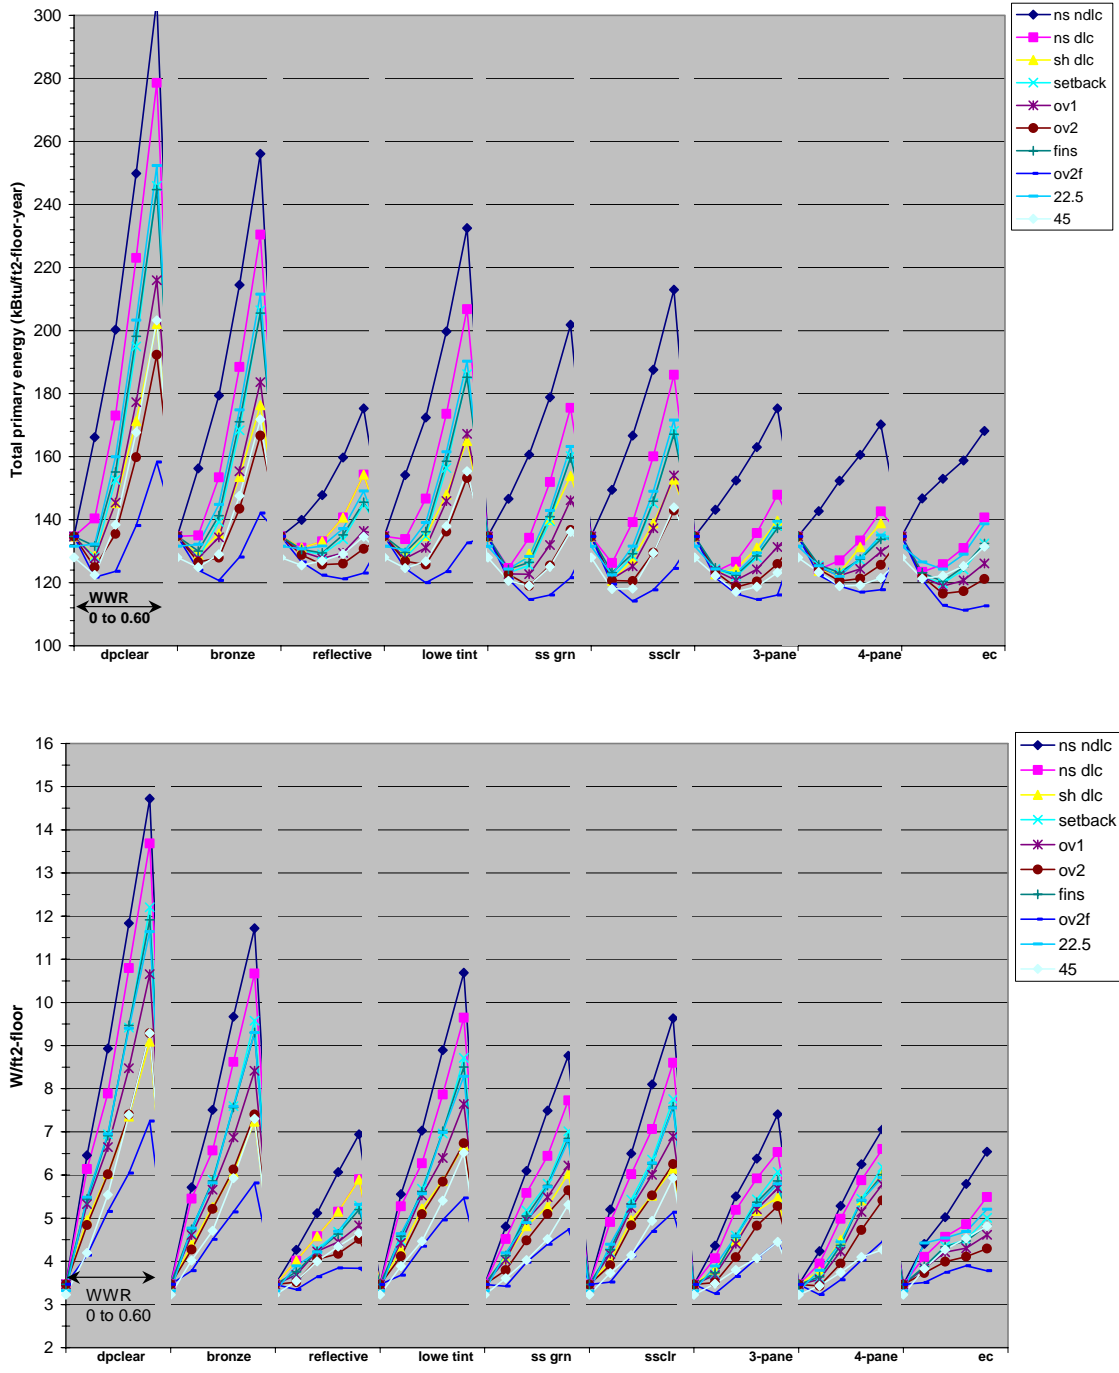 Total primary energy (kBtu/ft2-floor-year)
300
280
260
240
220
200
180
160
140
120
100
WWR
0 to 0.60
dpclear bronze reflective lowe tint ss grn ssclr 3-pane 4-pane ec
ns ndlc
ns dlc
sh dlc
setback
ov1
ov2
fins
ov2f
22.5
45
W/ft2-floor
16
15
14
13
12
11
10
9
8
7
6
5
4
3
2
WWR
0 to 0.60
dpclear bronze reflective lowe tint ss grn ssclr 3-pane 4-pane ec
ns ndlc
ns dlc
sh dlc
setback
ov1
ov2
fins
ov2f
22.5
45